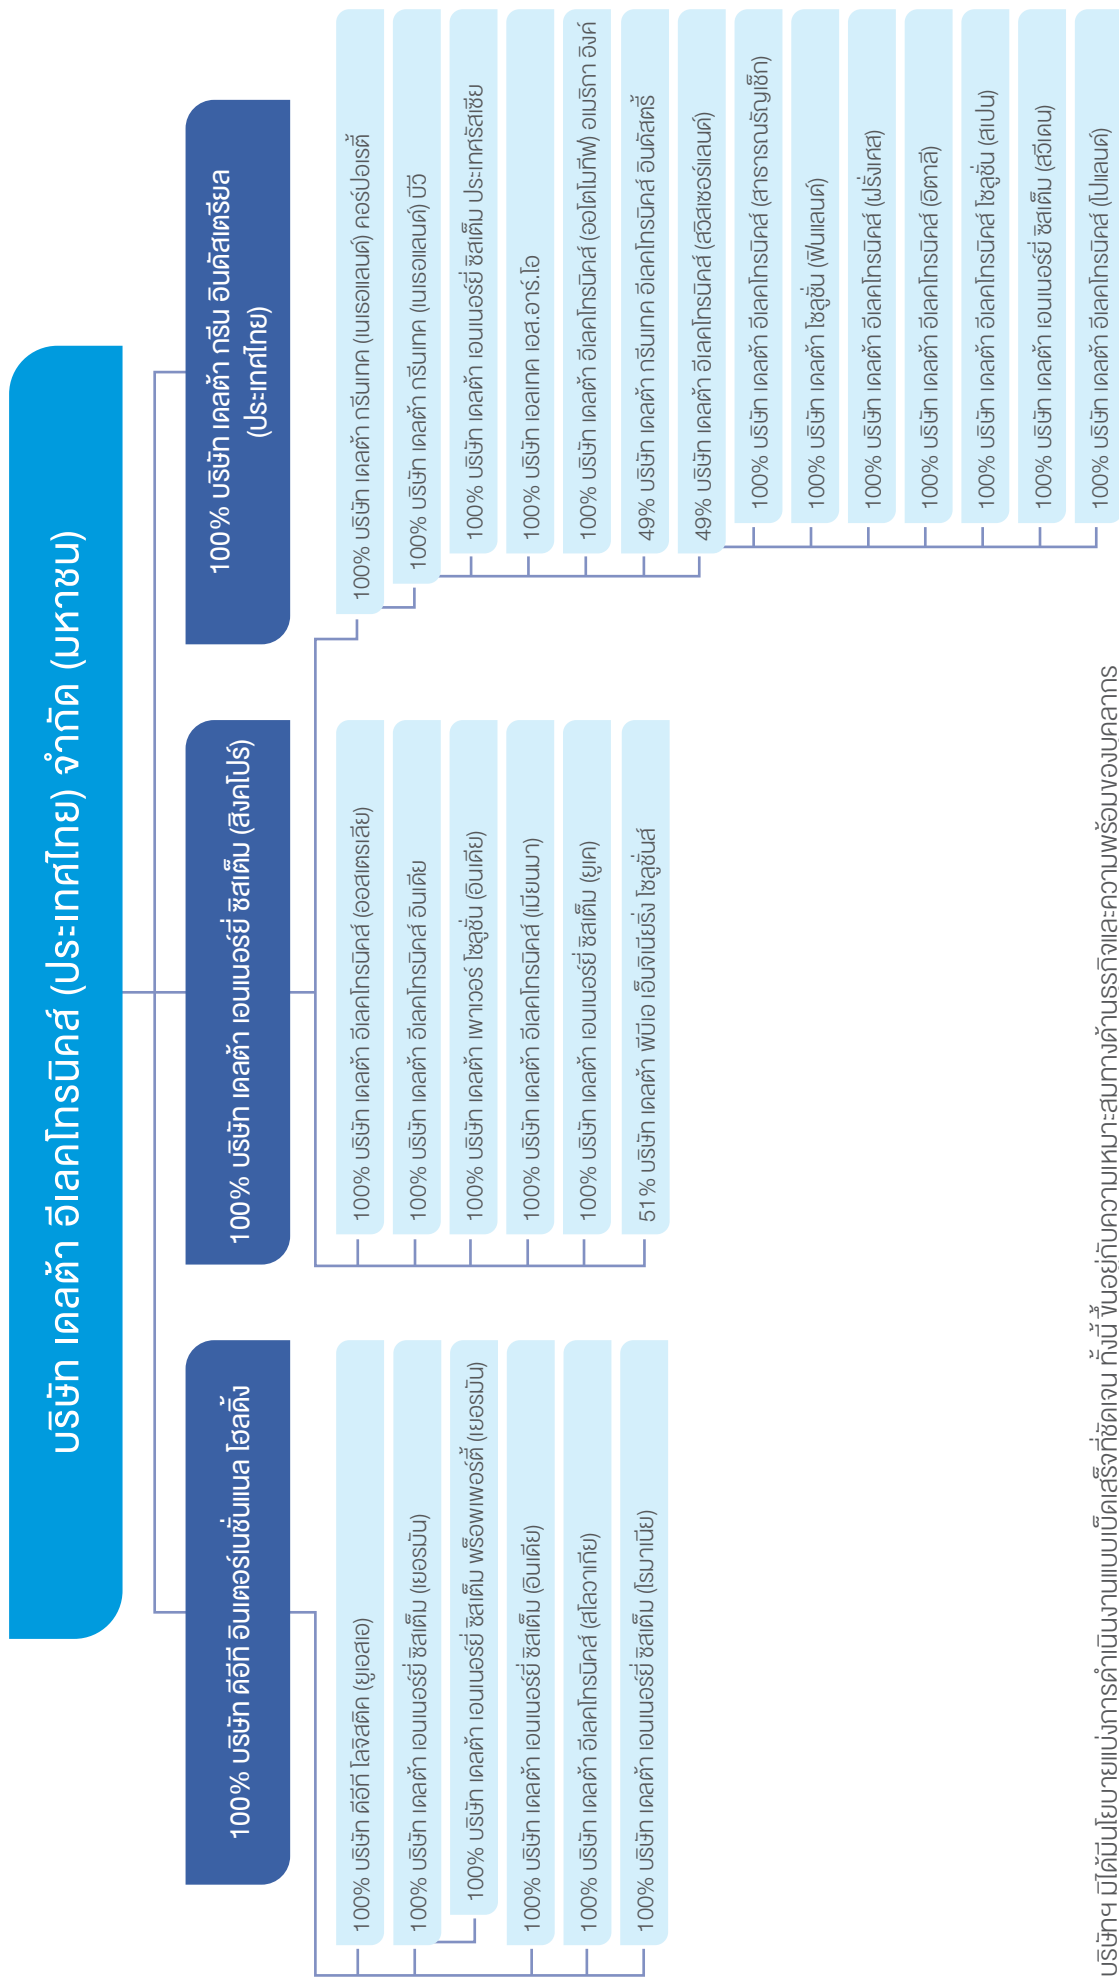 บริษัท เดลต้า อีเลคโทรนิคส์ (ประเทศไทย) จำกัด (มหาชน)
100% บริษัท ดีอีที อินเตอร์เนชั่นแนล โฮลดิ้ง
100% บริษัท ดีอีที โลจิสติค (ยูเอสเอ)
100% บริษัท เดลต้า เอนเนอร์ยี่ ซิสเต็ม (เยอรมัน)
100% บริษัท เดลต้า เอนเนอร์ยี่ ซิสเต็ม พร็อพเพอร์ตี้ (เยอรมัน)
100% บริษัท เดลต้า เอนเนอร์ยี่ ซิสเต็ม (อินเดีย)
100% บริษัท เดลต้า อีเลคโทรนิคส์ (สโลวาเกีย)
100% บริษัท เดลต้า เอนเนอร์ยี่ ซิสเต็ม (โรมาเนีย)
100% บริษัท เดลต้า เอนเนอร์ยี่ ซิสเต็ม (สิงคโปร์)
100% บริษัท เดลต้า อีเลคโทรนิคส์ (ออสเตรเลีย)
100% บริษัท เดลต้า อีเลคโทรนิคส์ อินเดีย
100% บริษัท เดลต้า เพาเวอร์ โซลูชั่น (อินเดีย)
100% บริษัท เดลต้า อีเลคโทรนิคส์ (เมียนมา)
100% บริษัท เดลต้า เอนเนอร์ยี่ ซิสเต็ม (ยูเค)
51% บริษัท เดลต้า พีบีเอ เอ็นจิเนียริ่ง โซลูชั่นส์
100% บริษัท เดลต้า กรีน อินดัสเตรียล
(ประเทศไทย)
100% บริษัท เดลต้า กรีนเทค (เนเธอแลนด์) คอร์ปอเรตี้
100% บริษัท เดลต้า กรีนเทค (เนเธอแลนด์) บีวี
100% บริษัท เดลต้า เอนเนอร์ยี่ ซิสเต็ม ประเทศรัสเซีย
100% บริษัท เอลเทค เอส.อาร์.โอ
100% บริษัท เดลต้า อีเลคโทรนิคส์ (ออโตโมทีฟ) อเมริกา อิงค์
49% บริษัท เดลต้า กรีนเทค อีเลคโทรนิคส์ อินดัสตรี้
49% บริษัท เดลต้า อีเลคโทรนิคส์ (สวิสเซอร์แลนด์)
100% บริษัท เดลต้า อีเลคโทรนิคส์ (สาธารณรัฐเช็ก)
100% บริษัท เดลต้า โซลูชั่น (ฟินแลนด์)
100% บริษัท เดลต้า อีเลคโทรนิคส์ (ฝรั่งเศส)
100% บริษัท เดลต้า อีเลคโทรนิคส์ (อิตาลี)
100% บริษัท เดลต้า อีเลคโทรนิคส์ โซลูชั่น (สเปน)
100% บริษัท เดลต้า เอนเนอร์ยี่ ซิสเต็ม (สวีเดน)
100% บริษัท เดลต้า อีเลคโทรนิคส์ (โปแลนด์)
บริษัทฯ มิได้มีนโยบายแบ่งการดำเนินงานแบบเบ็ดเสร็จที่ชัดเจน ทั้งนี้ ขึ้นอยู่กับความเหมาะสมทางด้านธุรกิจและความพร้อมของบุคลากร